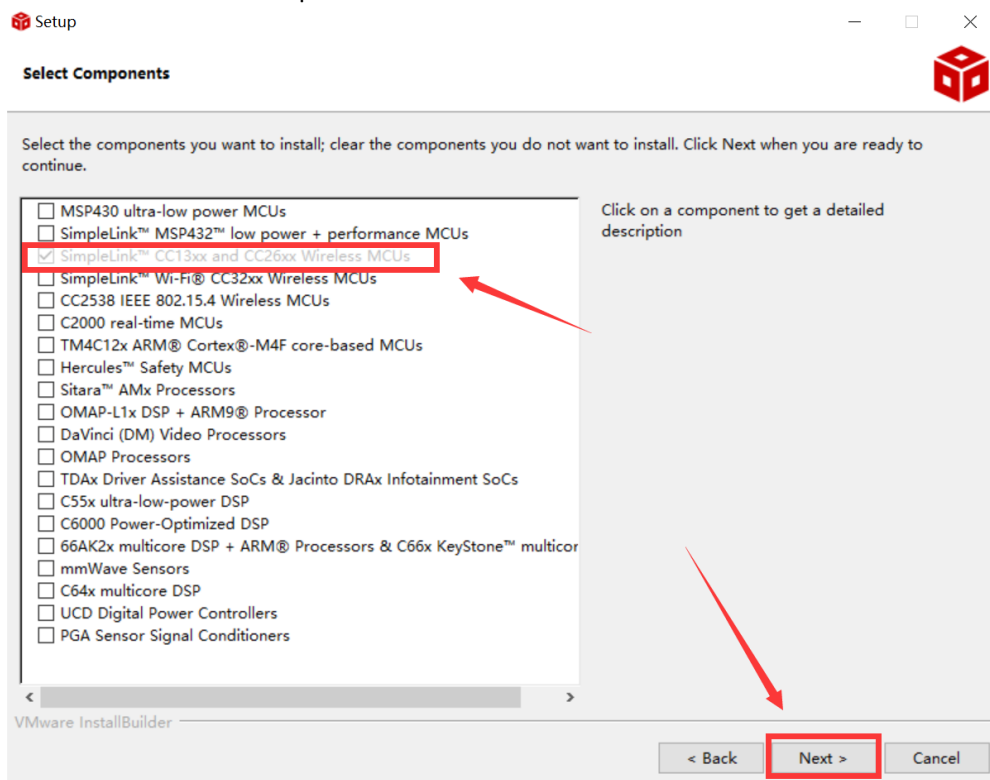 Setup
Select Components
Select the components you want to install; clear the components you do not want to install. Click Next when you are ready to
continue.
MSP430 ultra-low power MCUs
SimpleLink™ MSP432™ low power + performance MCUs
SimpleLink™ CC13xx and CC26xx Wireless MCUs
SimpleLink™ Wi-Fi® CC32xx Wireless MCUs
CC2538 IEEE 802.15.4 Wireless MCUs
C2000 real-time MCUs
TM4C12x ARM® Cortex®-M4F core-based MCUs
Hercules™ Safety MCUs
Sitara™ AMx Processors
OMAP-L1x DSP + ARM9® Processor
DaVinci (DM) Video Processors
OMAP Processors
TDAx Driver Assistance SoCs & Jacinto DRAx Infotainment SoCs
C55x ultra-low-power DSP
C6000 Power-Optimized DSP
66AK2x multicore DSP + ARM® Processors & C66x KeyStone™ multicor
mmWave Sensors
C64x multicore DSP
UCD Digital Power Controllers
PGA Sensor Signal Conditioners
Click on a component to get a detailed
description
VMware InstallBuilder
< Back
Next >
Cancel